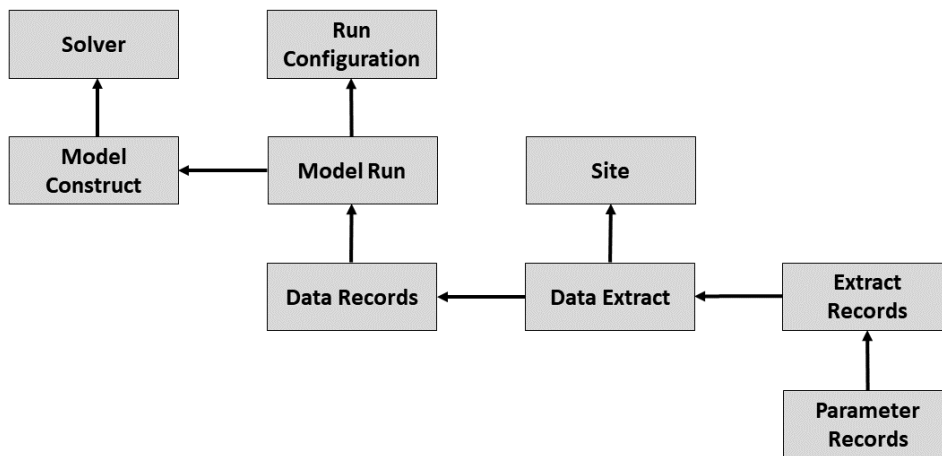 Solver
Run
Configuration
Model
Construct
Model Run
Site
Data Records
Data Extract
Extract
Records
Parameter
Records